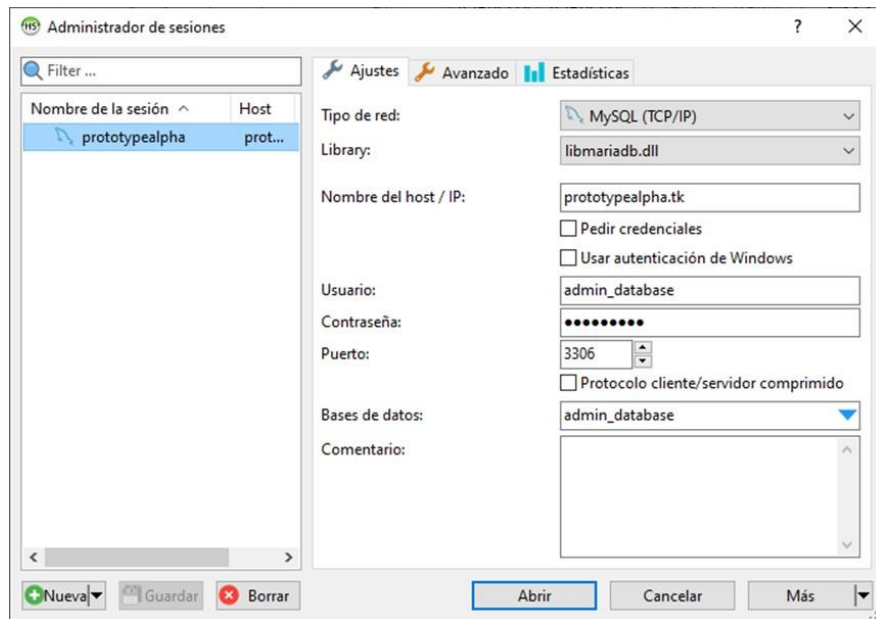 HS Administrador de sesiones ?
Filter ...
Nombre de la sesión Host
prototypealpha prot...
Ajustes Avanzado Estadísticas
Tipo de red: MySQL (TCP/IP)
Library: libmariadb.dll
Nombre del host / IP: prototypealpha.tk
Pedir credenciales
Usar autenticación de Windows
Usuario: admin_database
Contraseña: ●●●●●●●●●
Puerto: 3306
Protocolo cliente/servidor comprimido
Bases de datos: admin_database
Comentario:
Nueva Guardar Borrar Abrir Cancelar Más